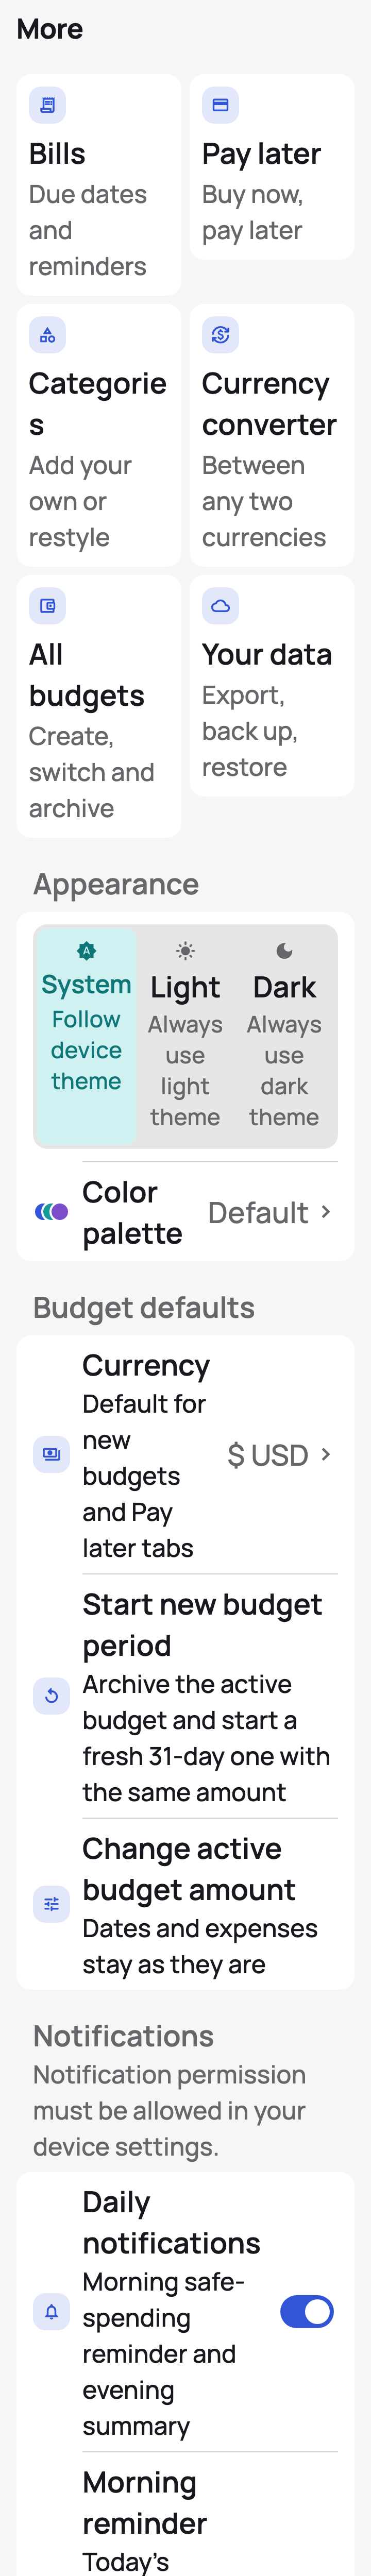 More
Bills
Due dates
and
reminders
Pay later
Buy now,
pay later
Categorie
s
Add your
own or
restyle
Currency
converter
Between
any two
currencies
All
budgets
Create,
switch and
archive
Your data
Export,
back up,
restore
Appearance
System
Follow
device
theme
Light
Always
use
light
theme
Dark
Always
use
dark
theme
Color
palette
Default
Budget defaults
Currency
Default for
new
budgets
and Pay
later tabs
$ USD
Start new budget
period
Archive the active
budget and start a
fresh 31-day one with
the same amount
Change active
budget amount
Dates and expenses
stay as they are
Notifications
Notification permission
must be allowed in your
device settings.
Daily
notifications
Morning safe-
spending
reminder and
evening
summary
Morning
reminder
Today's